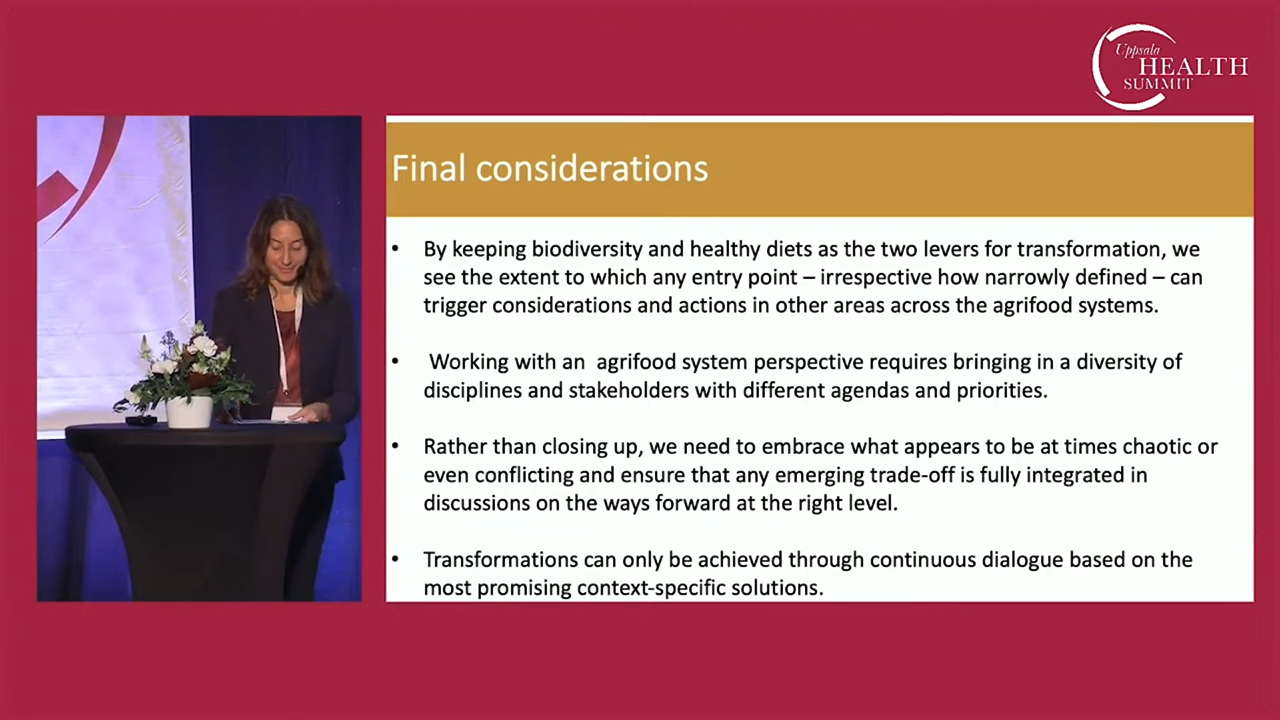 Uppsala
HEALTH
SUMMIT
Final considerations
• By keeping biodiversity and healthy diets as the two levers for transformation, we
see the extent to which any entry point – irrespective how narrowly defined – can
trigger considerations and actions in other areas across the agrifood systems.
• Working with an agrifood system perspective requires bringing in a diversity of
disciplines and stakeholders with different agendas and priorities.
• Rather than closing up, we need to embrace what appears to be at times chaotic or
even conflicting and ensure that any emerging trade-off is fully integrated in
discussions on the ways forward at the right level.
• Transformations can only be achieved through continuous dialogue based on the
most promising context-specific solutions.